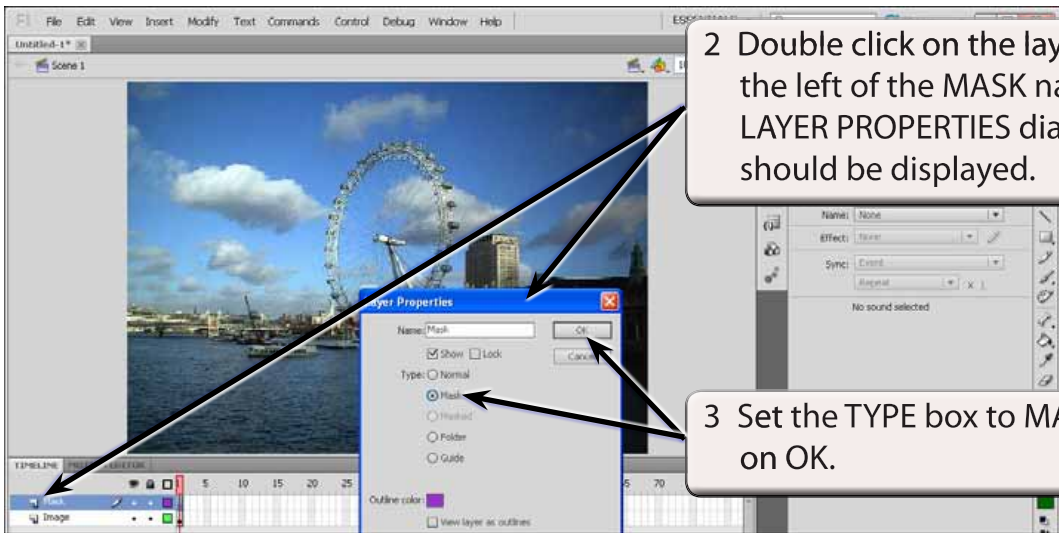 Fl File Edit View Insert Modify Text Commands Control Debug Window Help
Untitled-1*
Scene 1
2 Double click on the
the left of the MASK
LAYER PROPERTIES
should be displayed.
Name: None
Effect: None
Sync: Event
Repeat x 1
No sound selected
Layer Properties
Name: Mask OK
Show Lock Cancel
Type: Normal
Mask
Masked
Folder
Guide
3 Set the TYPE box to
on OK.
TIMELINE
5 10 15 20 25 70
Mask
Image
Outline color:
View layer as outlines